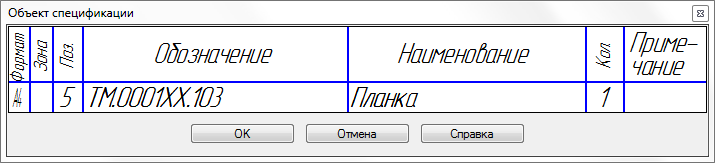 Объект спецификации
Формат Зона Поз. Обозначение Наименование Кол. Приме-
чание
А4 5 ТМ.0001ХХ.103 Планка 1
ОК Отмена Справка